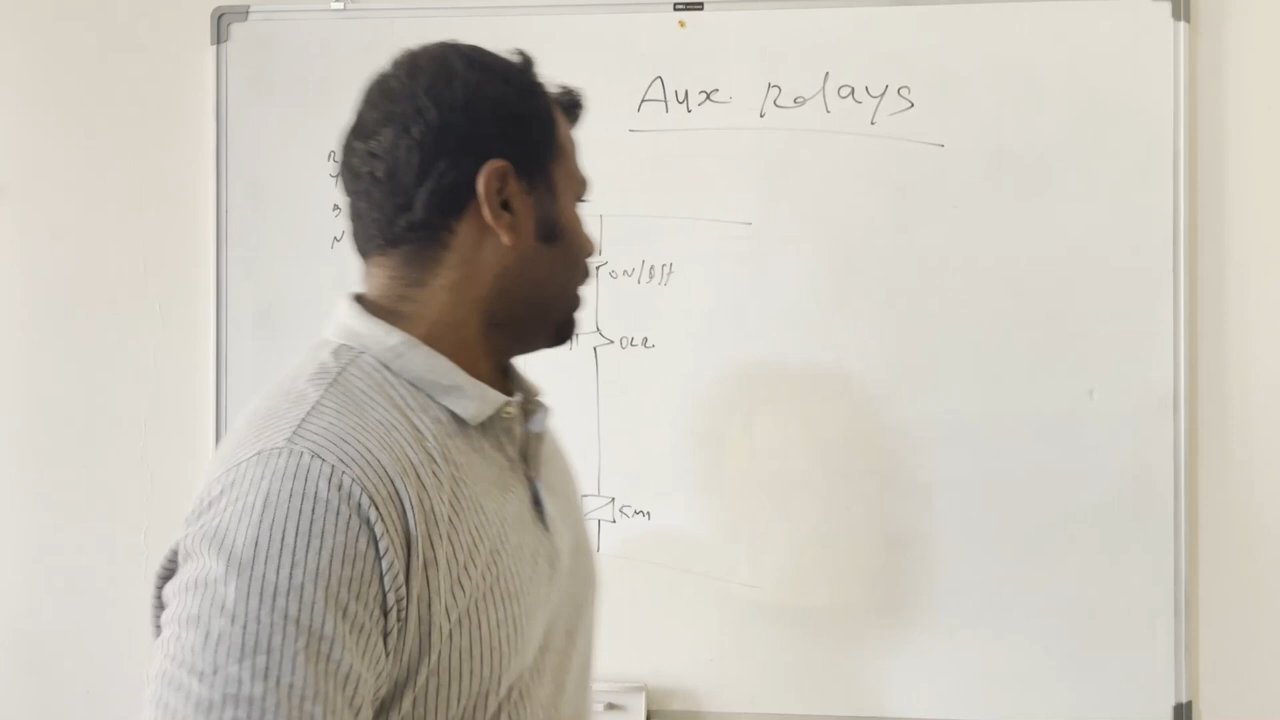 Aux. Relays
R
Y
B
N
ON/Off
OLR
KM1